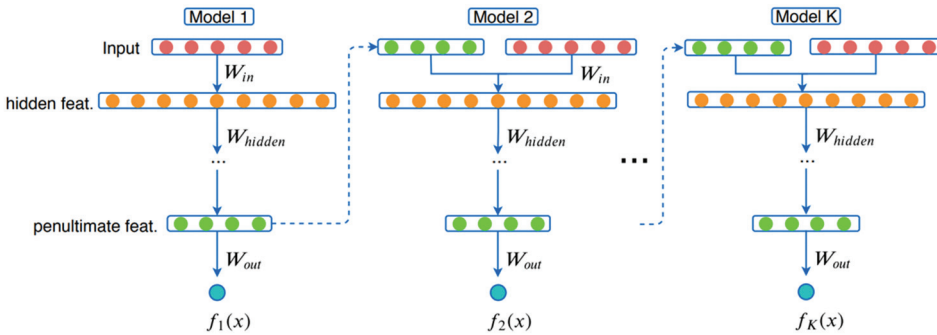 Model 1
Model 2
Model K
Input
W_in
W_in
hidden feat.
W_hidden
W_hidden
W_hidden
...
...
...
...
penultimate feat.
W_out
W_out
W_out
f_1(x)
f_2(x)
f_K(x)